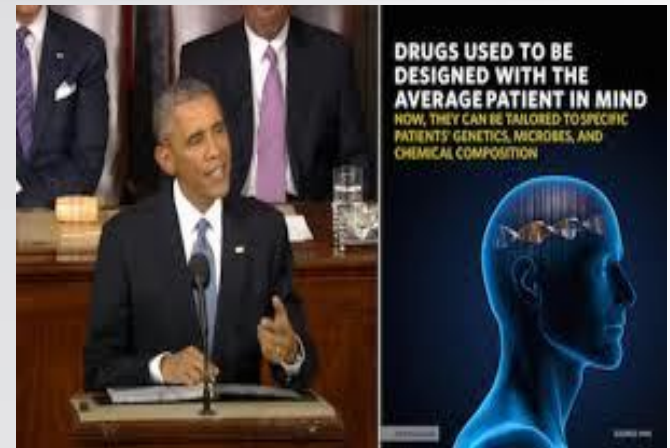 DRUGS USED TO BE
DESIGNED WITH THE
AVERAGE PATIENT IN MIND
NOW, THEY CAN BE TAILORED TO SPECIFIC
PATIENTS' GENETICS, MICROBES, AND
CHEMICAL COMPOSITION